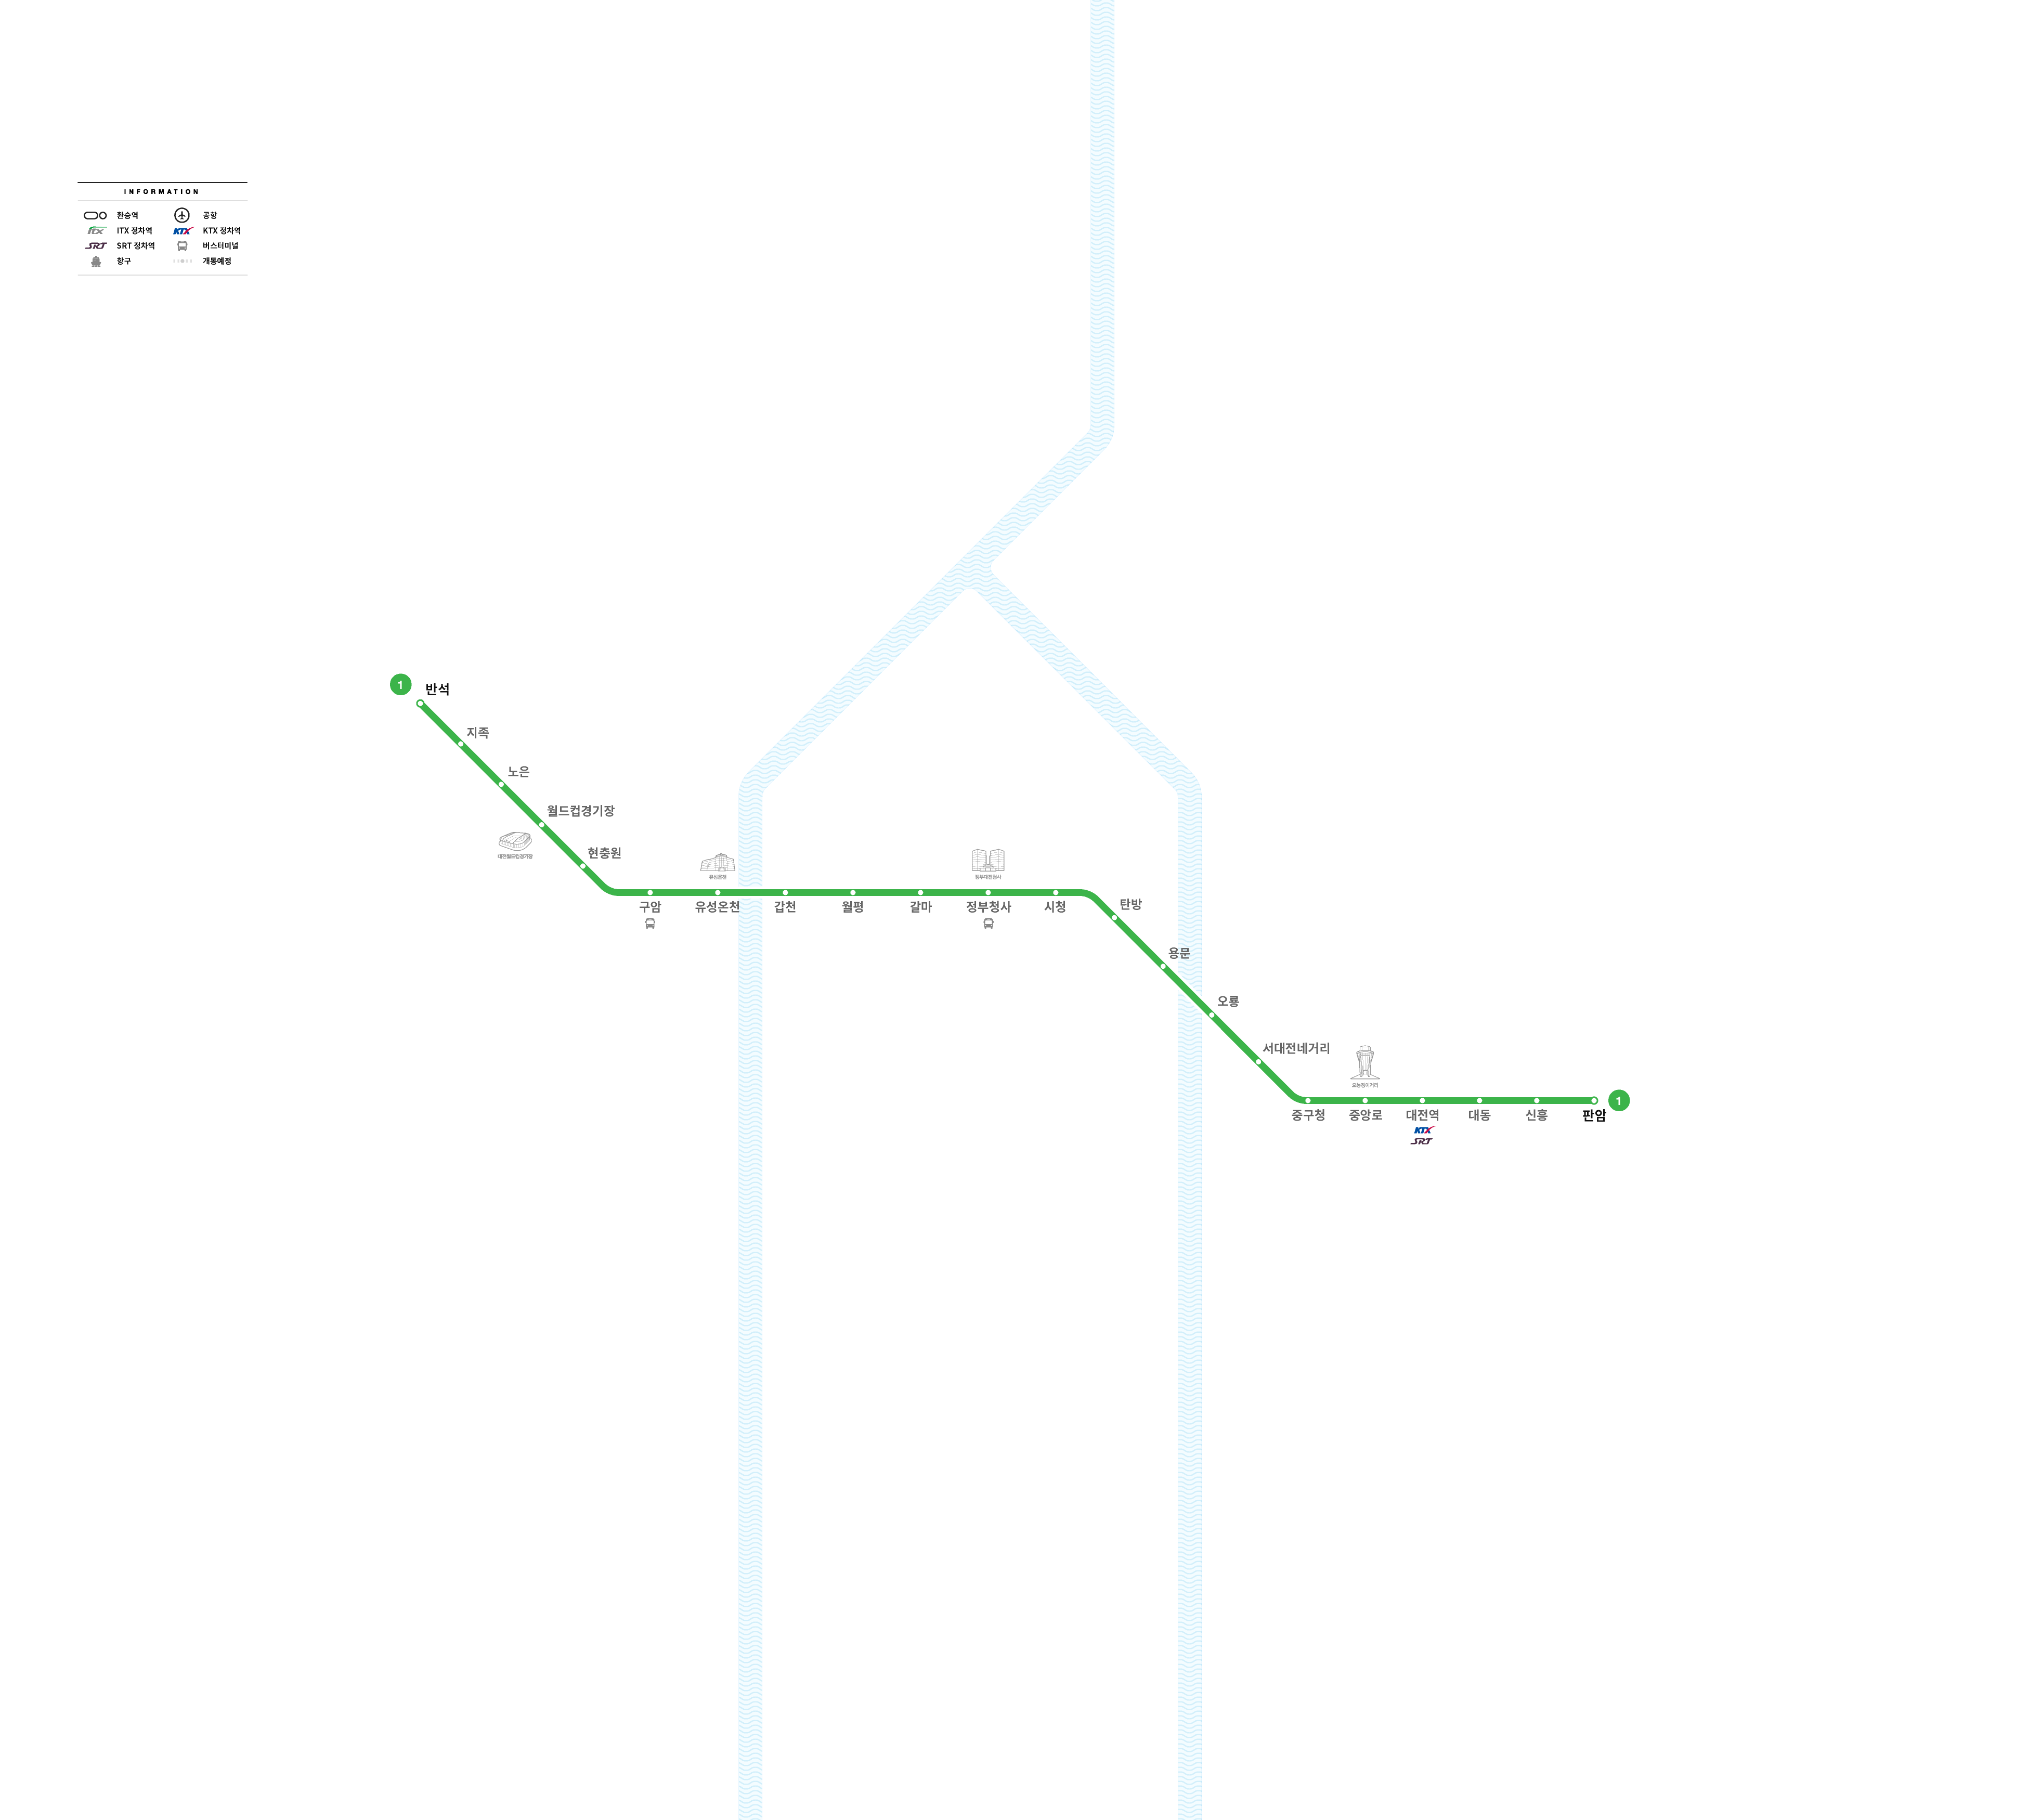 INFORMATION
환승역 공항
ITX ITX 정차역 KTX KTX 정차역
SRT SRT 정차역 버스터미널
항구 개통예정
1 반석
지족
노은
월드컵경기장
대전월드컵경기장
현충원
유성온천
정부대전청사
구암 유성온천 갑천 월평 갈마 정부청사 시청
탄방
용문
오룡
서대전네거리
으능정이거리
중구청 중앙로 대전역 대동 신흥 판암 1
KTX
SRT